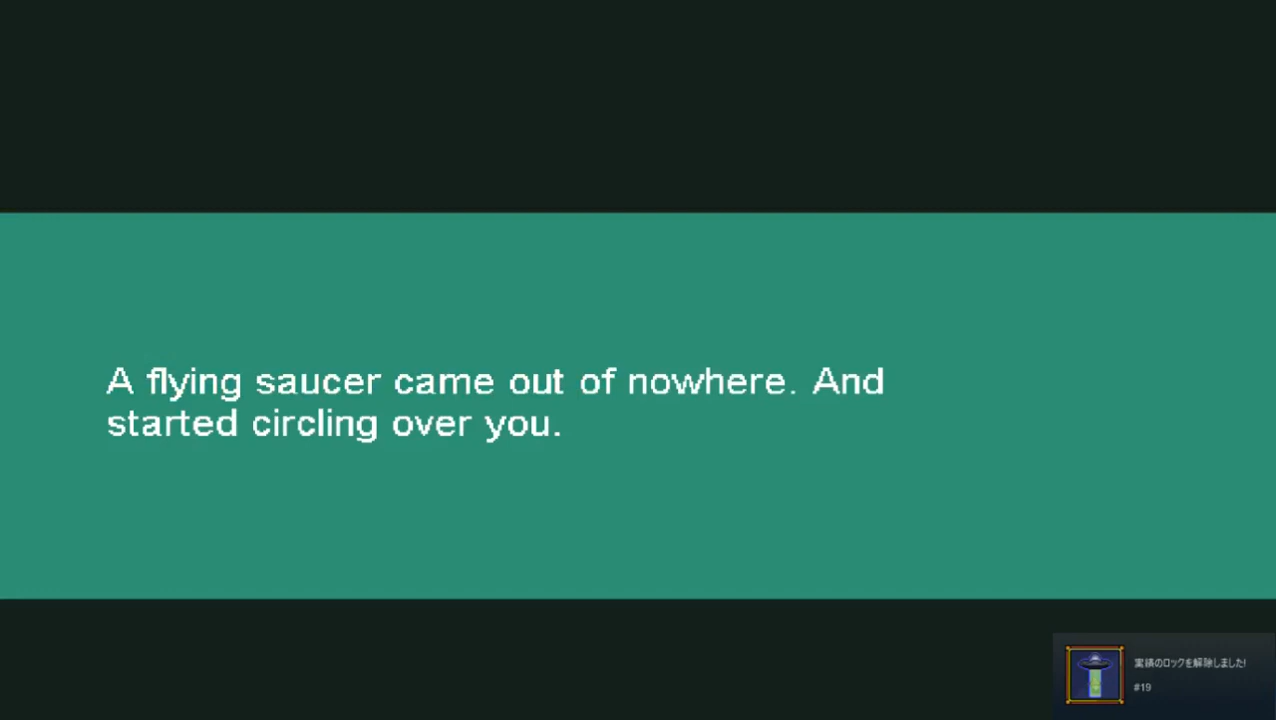 A flying saucer came out of nowhere. And
started circling over you.
実績のロックを解除しました!
#19